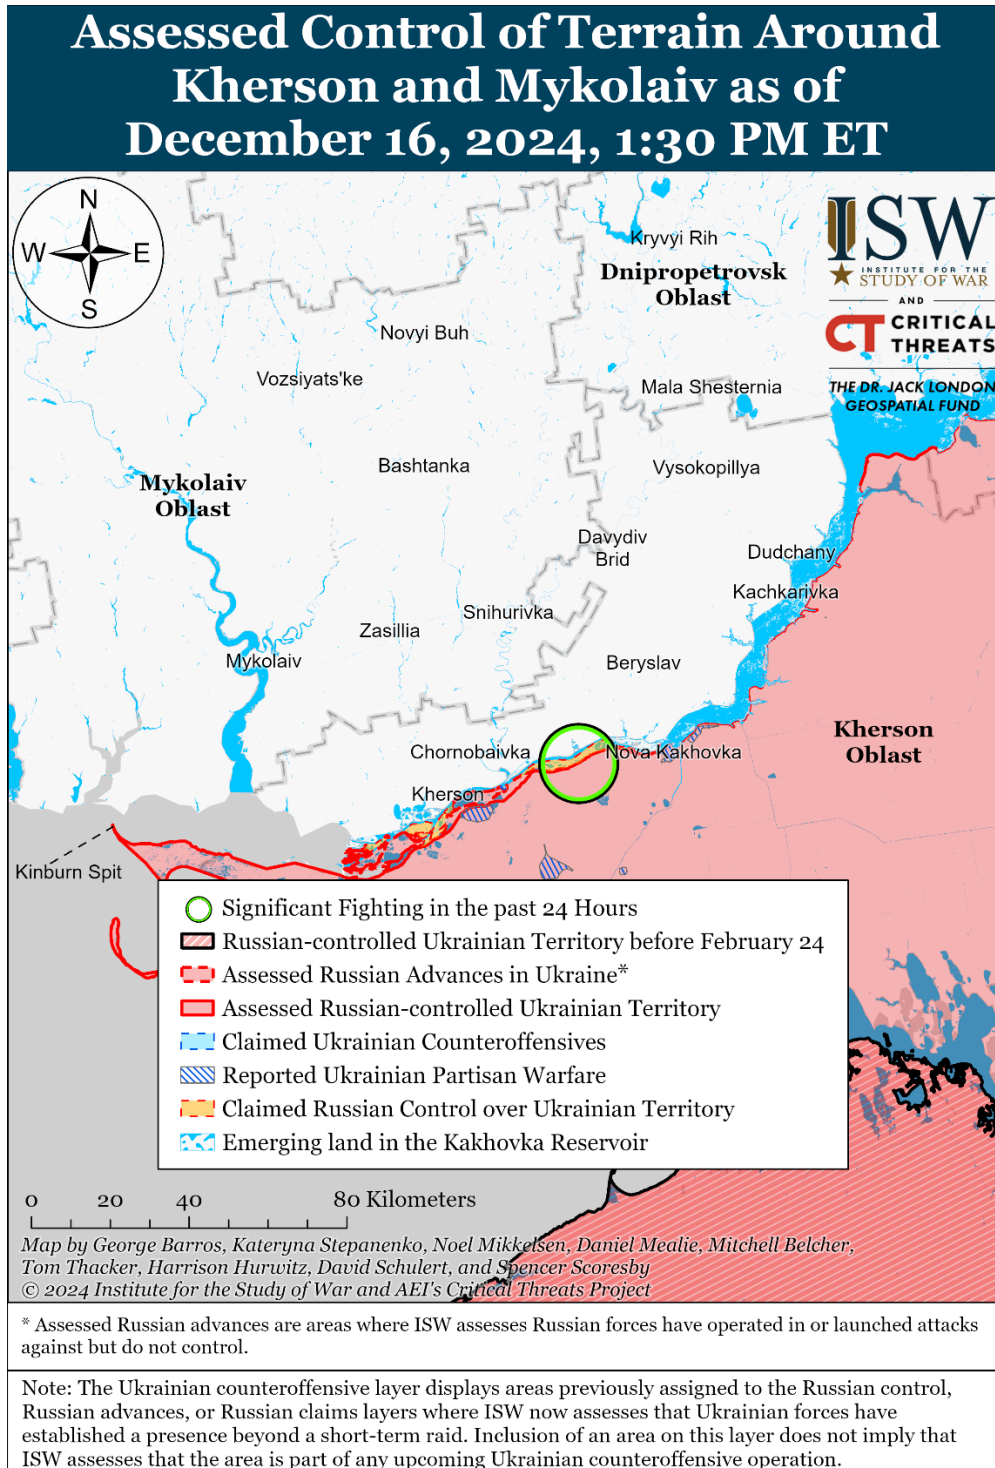 Assessed Control of Terrain Around
Kherson and Mykolaiv as of
December 16, 2024, 1:30 PM ET
N
W
E
S
ISW
INSTITUTE FOR THE
STUDY OF WAR
AND
CT CRITICAL
THREATS
THE DR. JACK LONDON
GEOSPATIAL FUND
Kryvyi Rih
Dnipropetrovsk
Oblast
Novyi Buh
Vozsiyats'ke
Mala Shesternia
Bashtanka
Vysokopillya
Mykolaiv
Oblast
Davydiv
Brid
Dudchany
Kachkarivka
Snihurivka
Zasillia
Mykolaiv
Beryslav
Kherson
Oblast
Chornobaivka
Nova Kakhovka
Kherson
Kinburn Spit
Significant Fighting in the past 24 Hours
Russian-controlled Ukrainian Territory before February 24
Assessed Russian Advances in Ukraine*
Assessed Russian-controlled Ukrainian Territory
Claimed Ukrainian Counteroffensives
Reported Ukrainian Partisan Warfare
Claimed Russian Control over Ukrainian Territory
Emerging land in the Kakhovka Reservoir
0 20 40 80 Kilometers
Map by George Barros, Kateryna Stepanenko, Noel Mikkelsen, Daniel Mealie, Mitchell Belcher,
Tom Thacker, Harrison Hurwitz, David Schulert, and Spencer Scoresby
© 2024 Institute for the Study of War and AEI's Critical Threats Project
* Assessed Russian advances are areas where ISW assesses Russian forces have operated in or launched attacks
against but do not control.
Note: The Ukrainian counteroffensive layer displays areas previously assigned to the Russian control,
Russian advances, or Russian claims layers where ISW now assesses that Ukrainian forces have
established a presence beyond a short-term raid. Inclusion of an area on this layer does not imply that
ISW assesses that the area is part of any upcoming Ukrainian counteroffensive operation.